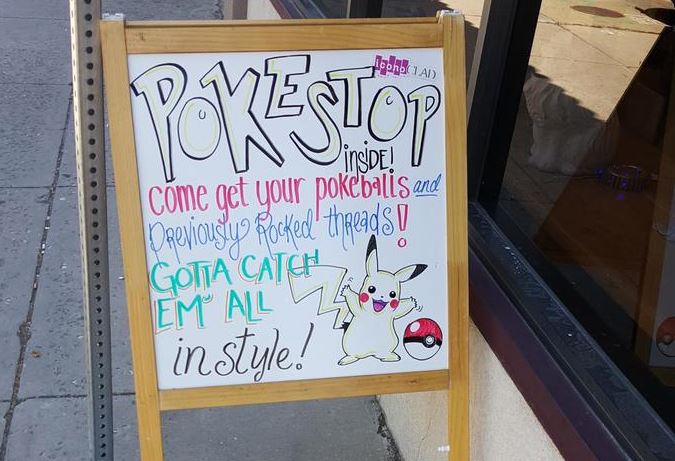 iconoCLAD
POKESTOP
inSiDE!
come get your pokeballs and
Previously Rocked threads!
GOTTA CATCH
EM' ALL
in style!